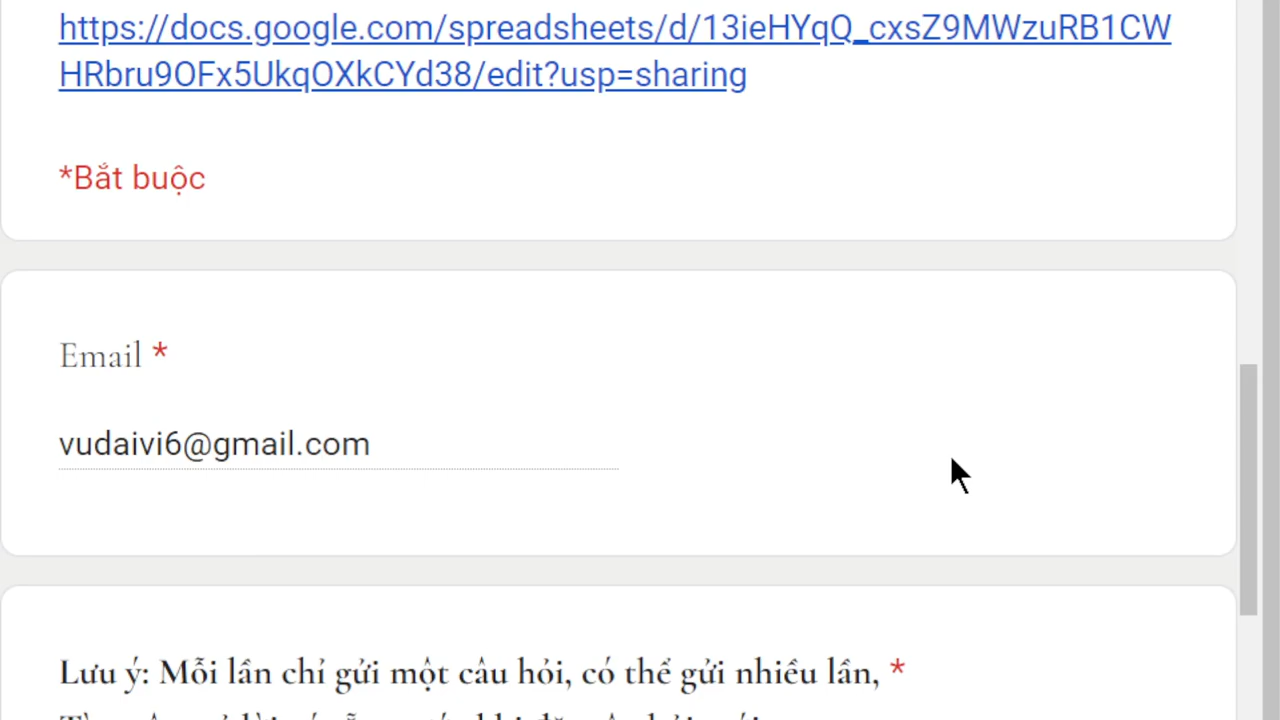 https://docs.google.com/spreadsheets/d/13ieHYqQ_cxsZ9MWzuRB1CW
HRbru9OFx5UkqOXkCYd38/edit?usp=sharing
*Bắt buộc
Email *
vudaivi6@gmail.com
Lưu ý: Mỗi lần chỉ gửi một câu hỏi, có thể gửi nhiều lần, *